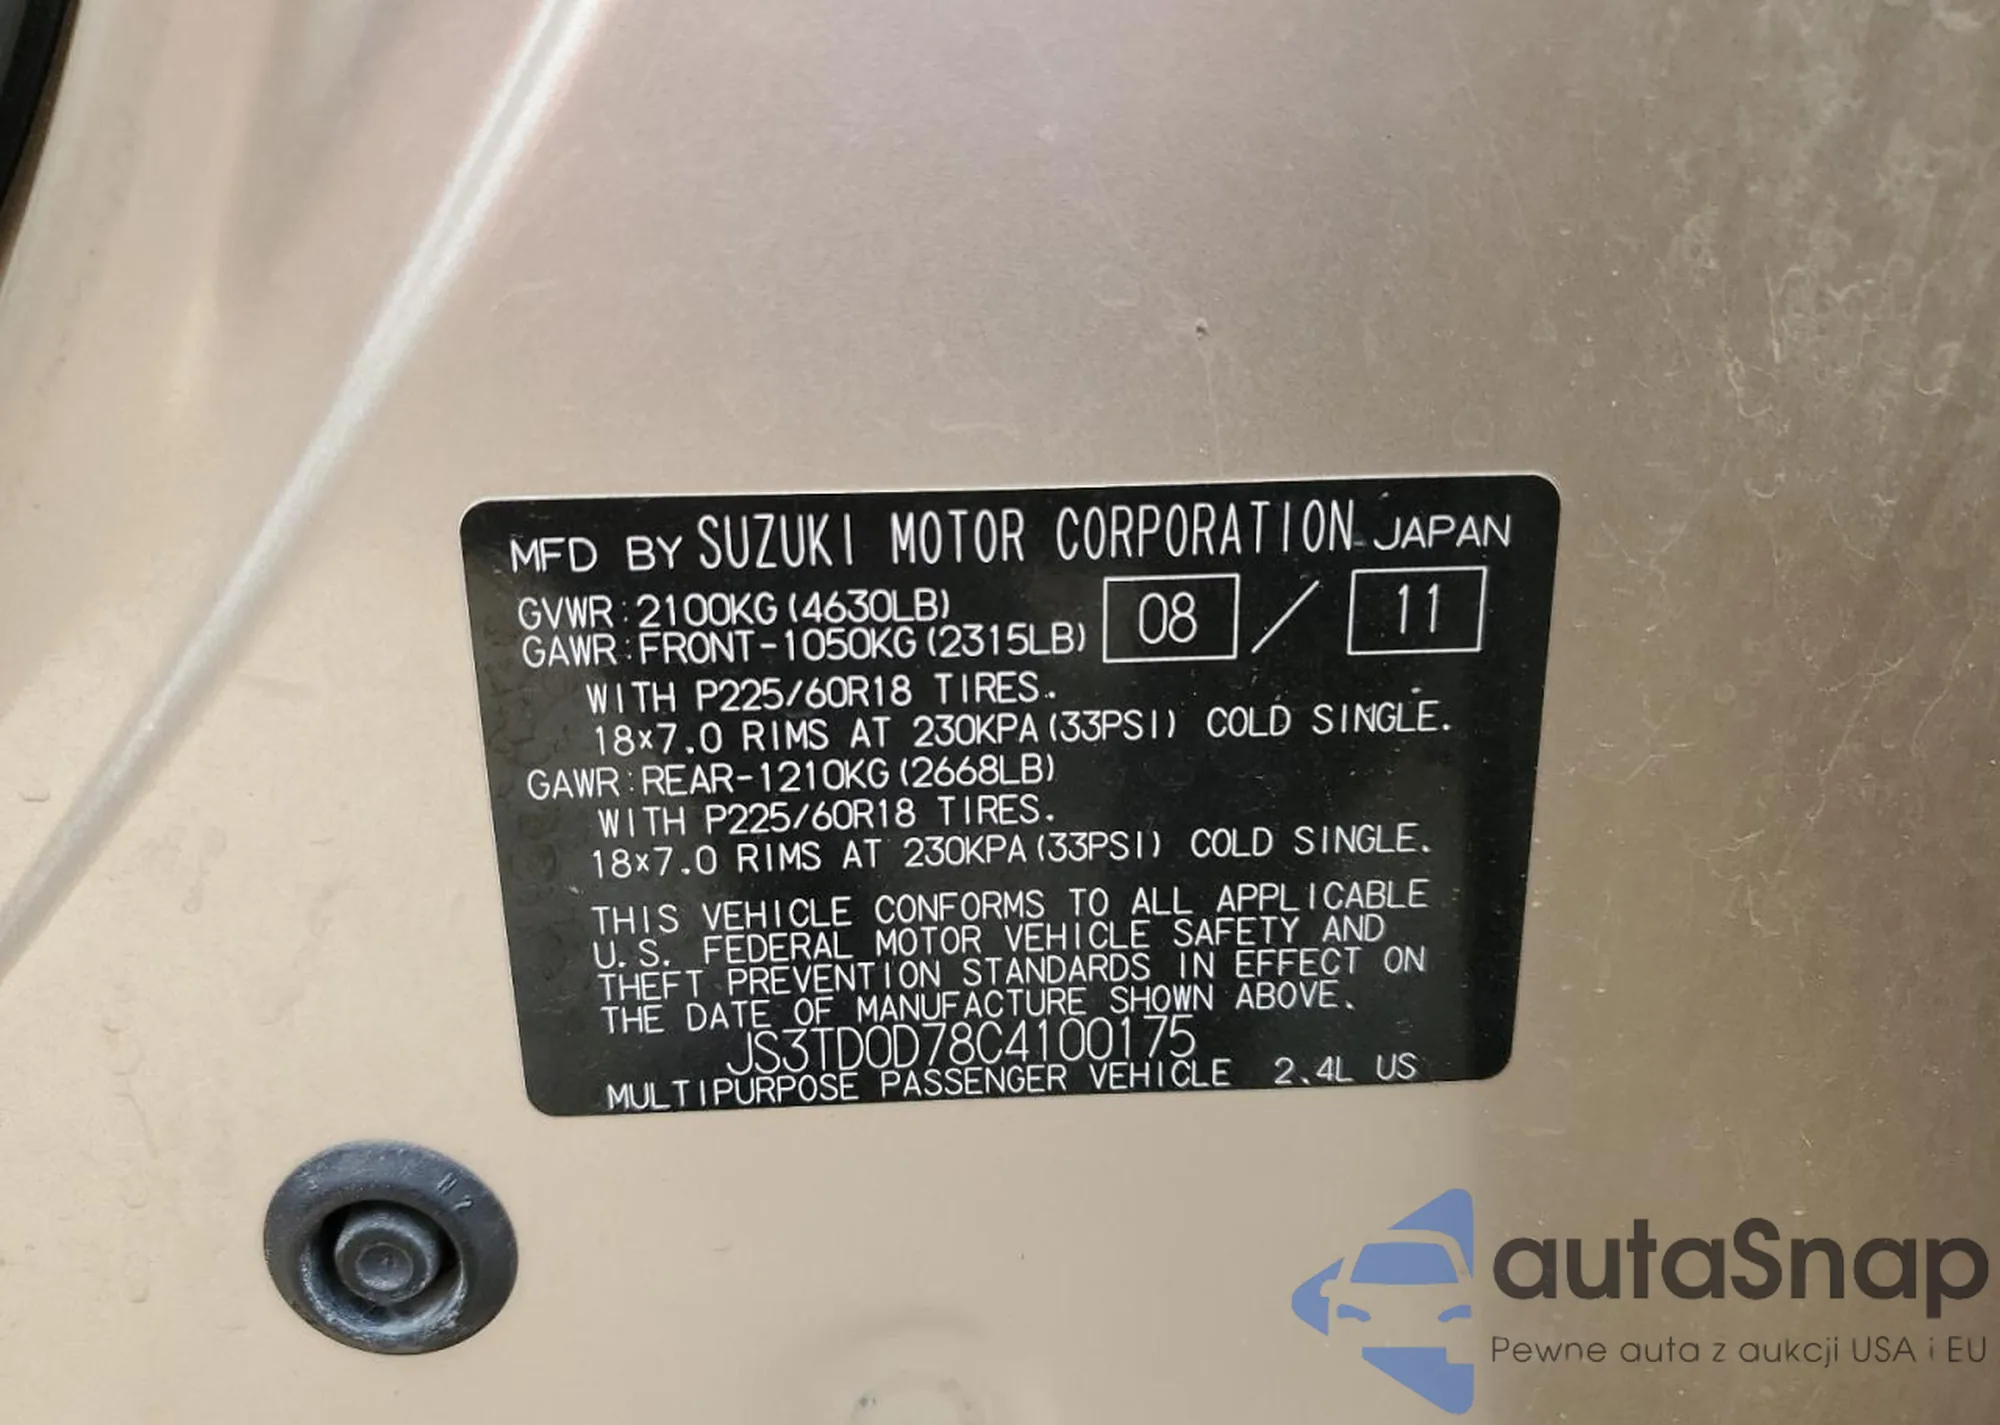 MFD BY SUZUKI MOTOR CORPORATION JAPAN
GVWR:2100KG(4630LB)
GAWR:FRONT-1050KG(2315LB) 08 / 11
WITH P225/60R18 TIRES.
18×7.0 RIMS AT 230KPA(33PSI) COLD SINGLE.
GAWR:REAR-1210KG(2668LB)
WITH P225/60R18 TIRES.
18×7.0 RIMS AT 230KPA(33PSI) COLD SINGLE.
THIS VEHICLE CONFORMS TO ALL APPLICABLE
U.S. FEDERAL MOTOR VEHICLE SAFETY AND
THEFT PREVENTION STANDARDS IN EFFECT ON
THE DATE OF MANUFACTURE SHOWN ABOVE.
JS3TD0D78C4100175
MULTIPURPOSE PASSENGER VEHICLE 2.4L US
autaSnap
Pewne auta z aukcji USA i EU